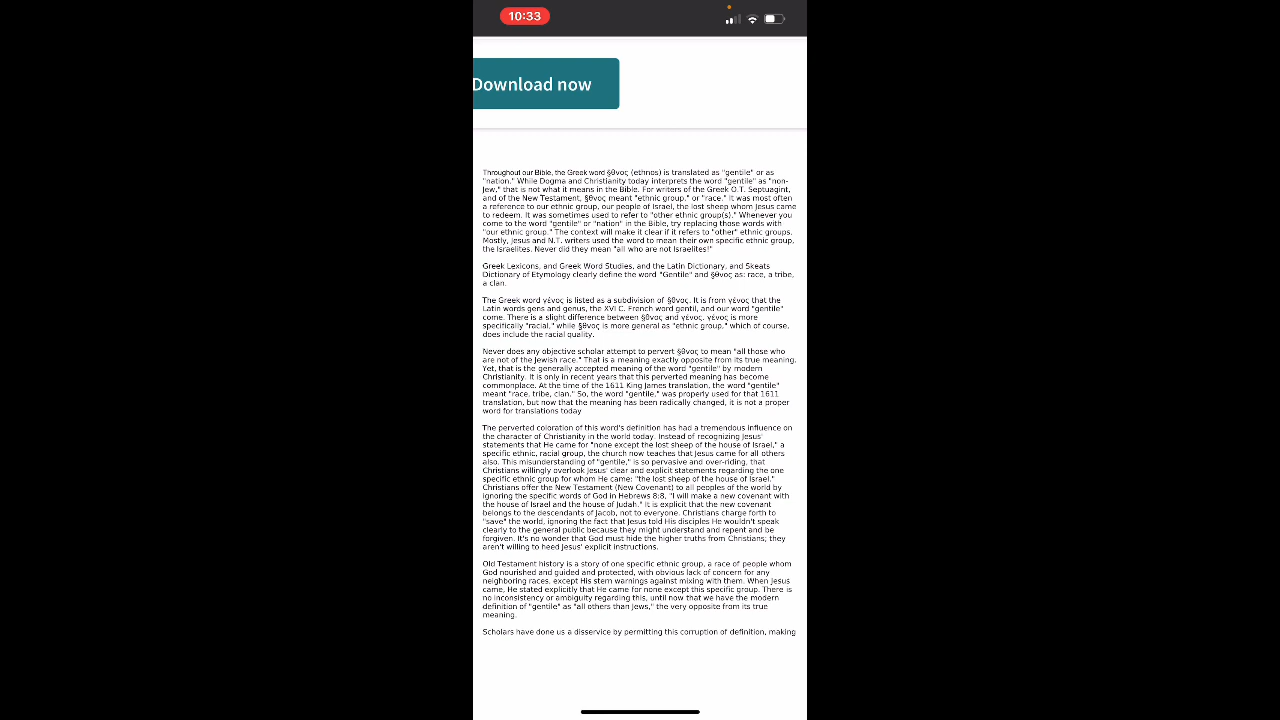 10:33
Download now
Throughout our Bible, the Greek word §θνος (ethnos) is translated as "gentile" or as
"nation." While Dogma and Christianity today interprets the word "gentile" as "non-
Jew," that is not what it means in the Bible. For writers of the Greek O.T. Septuagint,
and of the New Testament, §θνος meant "ethnic group," or "race." It was most often
a reference to our ethnic group, our people of Israel, the lost sheep whom Jesus came
to redeem. It was sometimes used to refer to "other ethnic group(s)." Whenever you
come to the word "gentile" or "nation" in the Bible, try replacing those words with
"our ethnic group." The context will make it clear if it refers to "other" ethnic groups.
Mostly, Jesus and N.T. writers used the word to mean their own specific ethnic group,
the Israelites. Never did they mean "all who are not Israelites!"
Greek Lexicons, and Greek Word Studies, and the Latin Dictionary, and Skeats
Dictionary of Etymology clearly define the word "Gentile" and §θνος as: race, a tribe,
a clan.
The Greek word γένος is listed as a subdivision of §θνος. It is from γένος that the
Latin words gens and genus, the XVI C. French word gentil, and our word "gentile"
come. There is a slight difference between §θνος and γένος. γένος is more
specifically "racial," while §θνος is more general as "ethnic group," which of course,
does include the racial quality.
Never does any objective scholar attempt to pervert §θνος to mean "all those who
are not of the Jewish race." That is a meaning exactly opposite from its true meaning.
Yet, that is the generally accepted meaning of the word "gentile" by modern
Christianity. It is only in recent years that this perverted meaning has become
commonplace. At the time of the 1611 King James translation, the word "gentile"
meant "race, tribe, clan." So, the word "gentile," was properly used for that 1611
translation, but now that the meaning has been radically changed, it is not a proper
word for translations today
The perverted coloration of this word's definition has had a tremendous influence on
the character of Christianity in the world today. Instead of recognizing Jesus'
statements that He came for "none except the lost sheep of the house of Israel," a
specific ethnic, racial group, the church now teaches that Jesus came for all others
also. This misunderstanding of "gentile," is so pervasive and over-riding, that
Christians willingly overlook Jesus' clear and explicit statements regarding the one
specific ethnic group for whom He came: "the lost sheep of the house of Israel."
Christians offer the New Testament (New Covenant) to all peoples of the world by
ignoring the specific words of God in Hebrews 8:8, "I will make a new covenant with
the house of Israel and the house of Judah." It is explicit that the new covenant
belongs to the descendants of Jacob, not to everyone. Christians charge forth to
"save" the world, ignoring the fact that Jesus told His disciples He wouldn't speak
clearly to the general public because they might understand and repent and be
forgiven. It's no wonder that God must hide the higher truths from Christians; they
aren't willing to heed Jesus' explicit instructions.
Old Testament history is a story of one specific ethnic group, a race of people whom
God nourished and guided and protected, with obvious lack of concern for any
neighboring races, except His stern warnings against mixing with them. When Jesus
came, He stated explicitly that He came for none except this specific group. There is
no inconsistency or ambiguity regarding this, until now that we have the modern
definition of "gentile" as "all others than Jews," the very opposite from its true
meaning.
Scholars have done us a disservice by permitting this corruption of definition, making